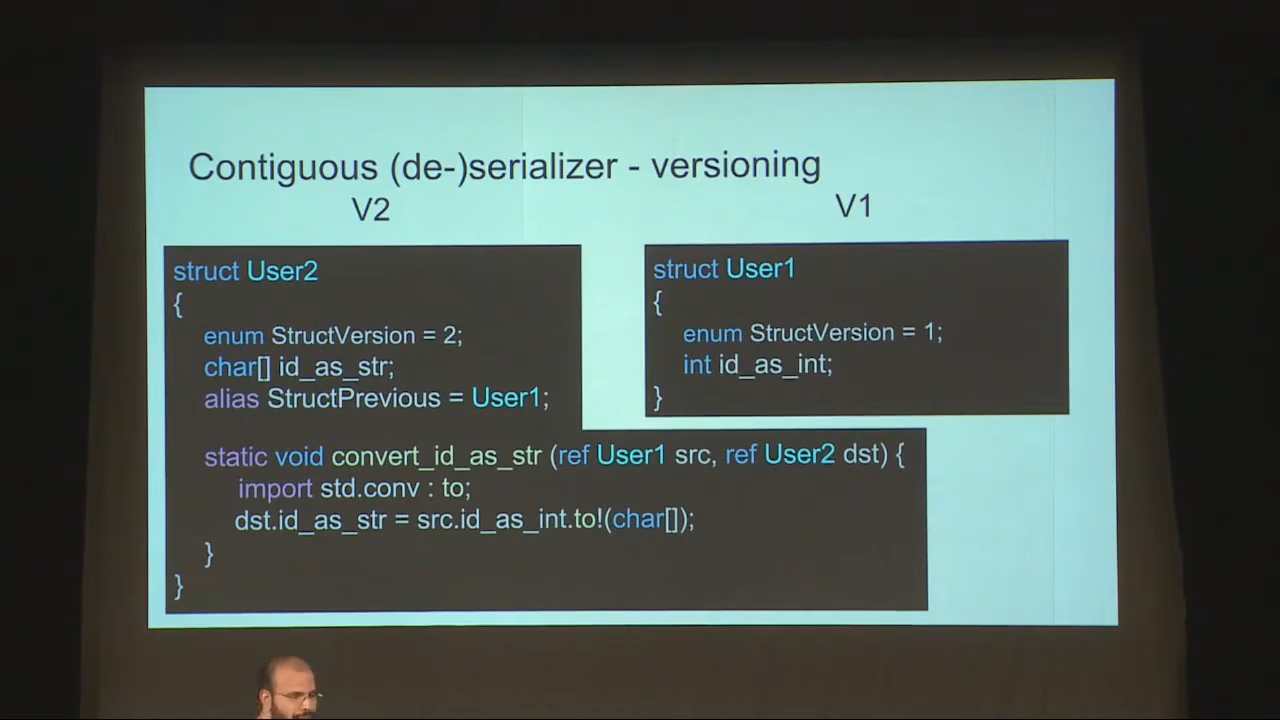 Contiguous (de-)serializer - versioning
V2
struct User2
{
enum StructVersion = 2;
char[] id_as_str;
alias StructPrevious = User1;
static void convert_id_as_str (ref User1 src, ref User2 dst) {
import std.conv : to;
dst.id_as_str = src.id_as_int.to!(char[]);
}
}
V1
struct User1
{
enum StructVersion = 1;
int id_as_int;
}